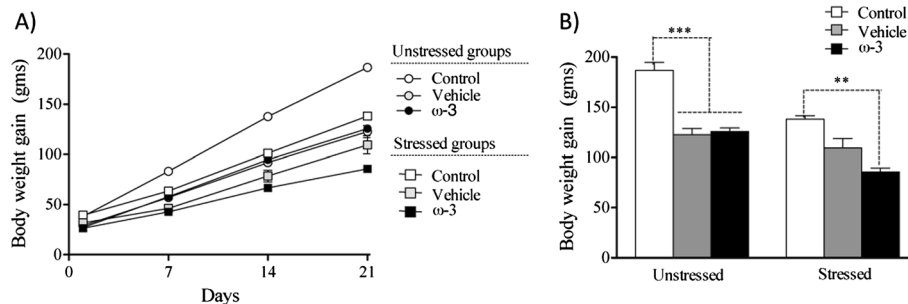 A)
Body weight gain (gms)
200
150
100
50
0
0 7 14 21
Days
Unstressed groups
Control
Vehicle
ω-3
Stressed groups
Control
Vehicle
ω-3
B)
Control
Vehicle
ω-3
Body weight gain (gms)
200
150
100
50
0
***
**
Unstressed Stressed